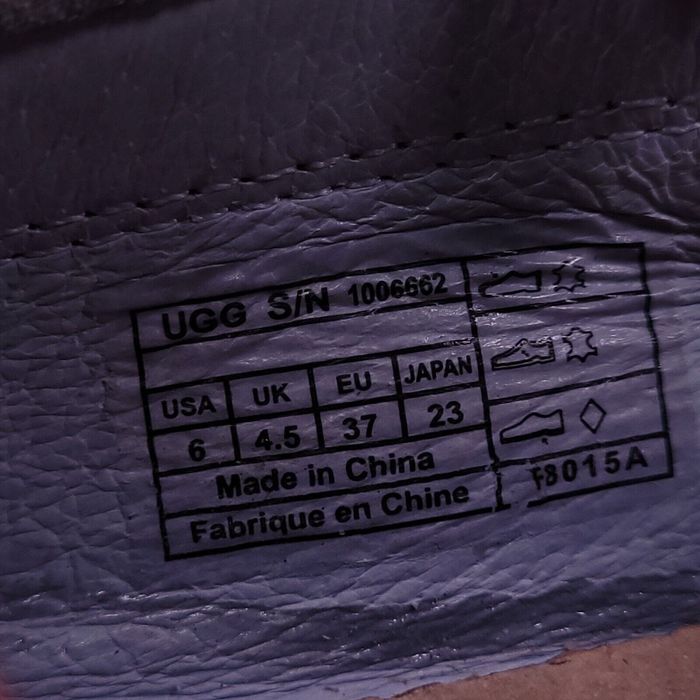 UGG S/N 1006662
USA UK EU JAPAN
6 4.5 37 23
Made in China
Fabrique en Chine F8015A